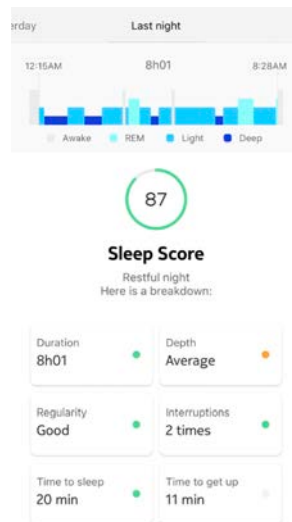 erday Last night
12:15AM 8h01 8:28AM
Awake REM Light Deep
87
Sleep Score
Restful night
Here is a breakdown:
Duration Depth
8h01 Average
Regularity Interruptions
Good 2 times
Time to sleep Time to get up
20 min 11 min